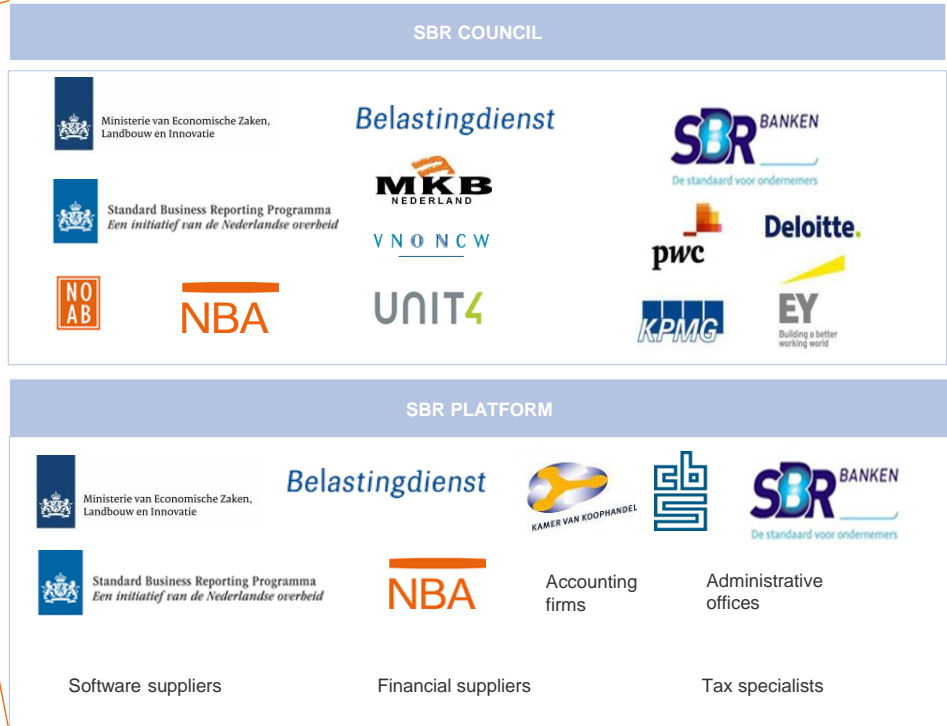 SBR COUNCIL
Ministerie van Economische Zaken,
Landbouw en Innovatie
Belastingdienst
SBR BANKEN
De standaard voor ondernemers
MKB
NEDERLAND
Standard Business Reporting Programma
Een initiatief van de Nederlandse overheid
VNO NCW
pwc
Deloitte.
NO
AB
NBA
UNIT4
KPMG
EY
Building a better
working world
SBR PLATFORM
Ministerie van Economische Zaken,
Landbouw en Innovatie
Belastingdienst
KAMER VAN KOOPHANDEL
cbs
SBR BANKEN
De standaard voor ondernemers
Standard Business Reporting Programma
Een initiatief van de Nederlandse overheid
NBA
Accounting
firms
Administrative
offices
Software suppliers
Financial suppliers
Tax specialists